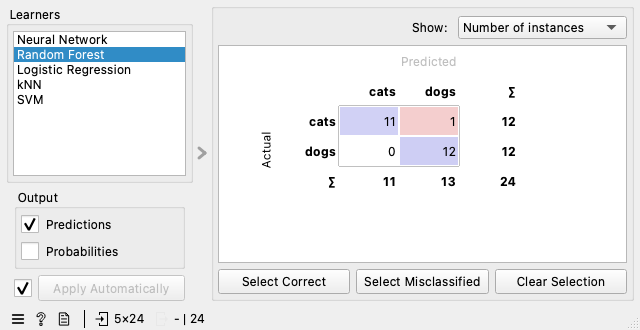 Learners
Neural Network
Random Forest
Logistic Regression
kNN
SVM
Output
Predictions
Probabilities
Apply Automatically
5×24
- | 24
Show: Number of instances
Predicted
cats dogs Σ
Actual
cats 11 1 12
dogs 0 12 12
Σ 11 13 24
Select Correct Select Misclassified Clear Selection